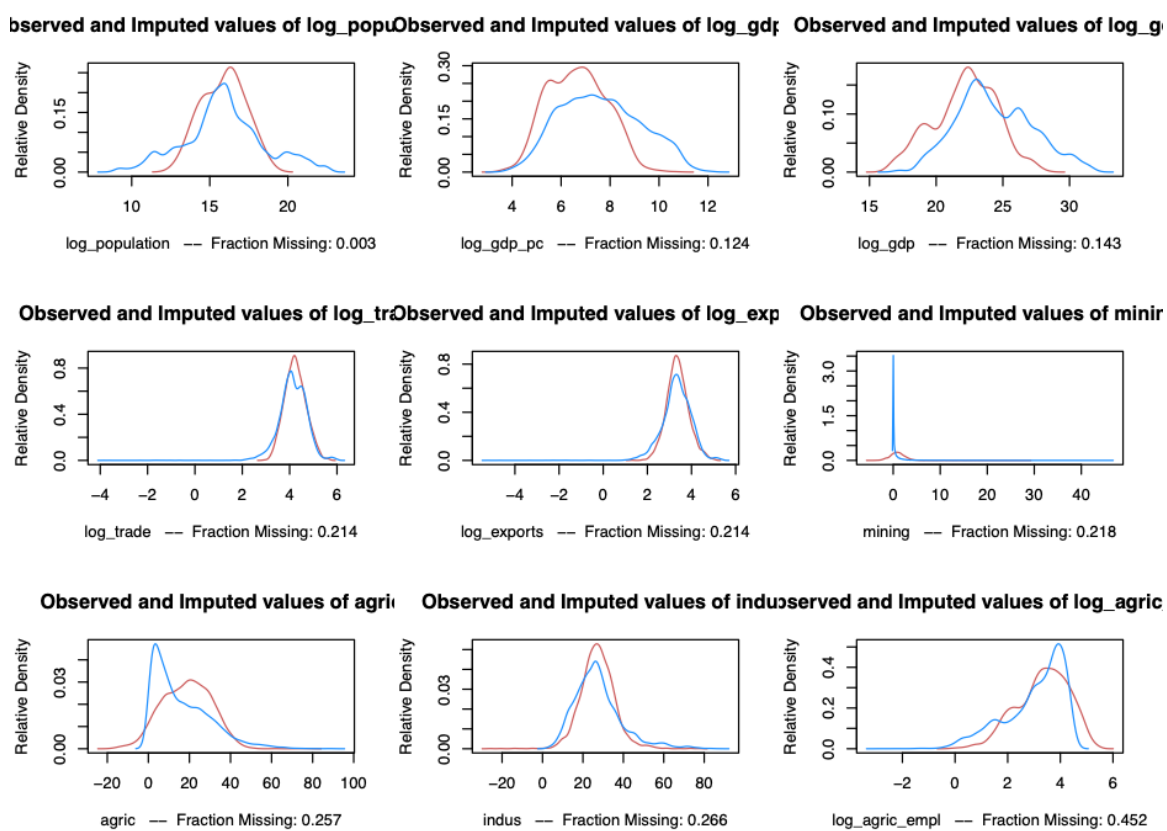 bserved and Imputed values of log_popu
Observed and Imputed values of log_gdp
Observed and Imputed values of log_g
Relative Density
0.00
0.15
10
15
20
log_population -- Fraction Missing: 0.003
Relative Density
0.00
0.15
0.30
4
6
8
10
12
log_gdp_pc -- Fraction Missing: 0.124
Relative Density
0.00
0.10
15
20
25
30
log_gdp -- Fraction Missing: 0.143
Observed and Imputed values of log_tra
Observed and Imputed values of log_exp
Observed and Imputed values of minin
Relative Density
0.0
0.4
0.8
−4
−2
0
2
4
6
log_trade -- Fraction Missing: 0.214
Relative Density
0.0
0.4
0.8
−4
−2
0
2
4
6
log_exports -- Fraction Missing: 0.214
Relative Density
0.0
1.5
3.0
0
10
20
30
40
mining -- Fraction Missing: 0.218
Observed and Imputed values of agri
Observed and Imputed values of indu
served and Imputed values of log_agric_
Relative Density
0.00
0.03
−20
0
20
40
60
80
100
agric -- Fraction Missing: 0.257
Relative Density
0.00
0.03
−20
0
20
40
60
80
indus -- Fraction Missing: 0.266
Relative Density
0.0
0.2
0.4
−2
0
2
4
6
log_agric_empl -- Fraction Missing: 0.452